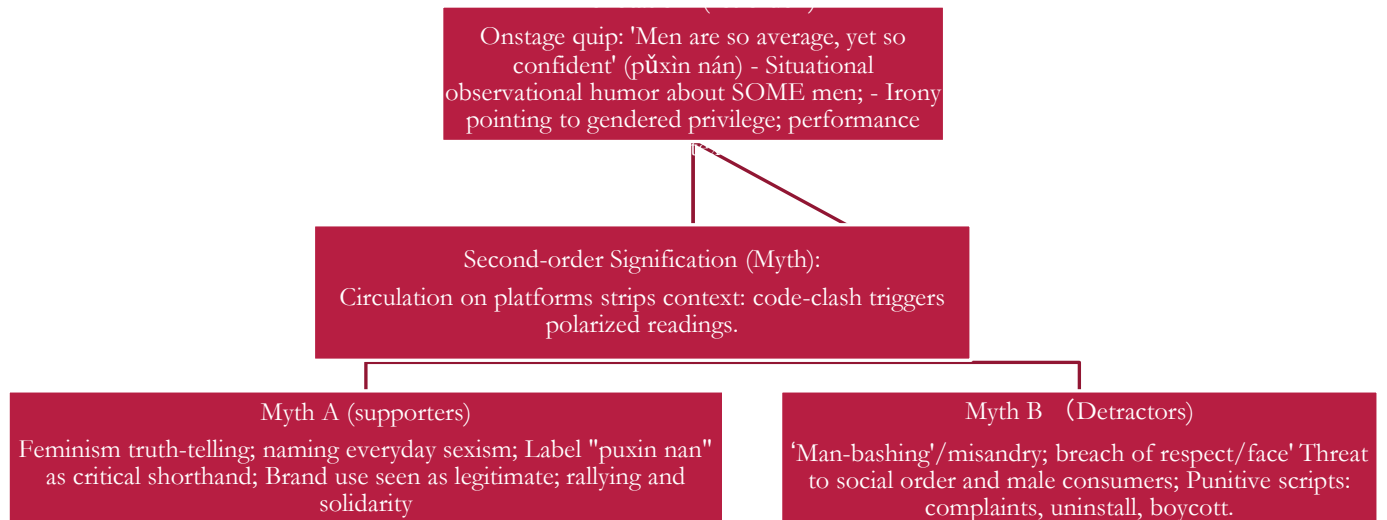 Onstage quip: 'Men are so average, yet so
confident' (pǔxìn nán) - Situational
observational humor about SOME men; - Irony
pointing to gendered privilege; performance
Second-order Signification (Myth):
Circulation on platforms strips context: code-clash triggers
polarized readings.
Myth A (supporters)
Feminism truth-telling; naming everyday sexism; Label "puxin nan"
as critical shorthand; Brand use seen as legitimate; rallying and
solidarity
Myth B （Detractors)
‘Man-bashing'/misandry; breach of respect/face' Threat
to social order and male consumers; Punitive scripts:
complaints, uninstall, boycott.